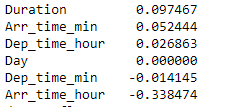 Duration 0.097467
Arr_time_min 0.052444
Dep_time_hour 0.026863
Day 0.000000
Dep_time_min -0.014145
Arr_time_hour -0.338474